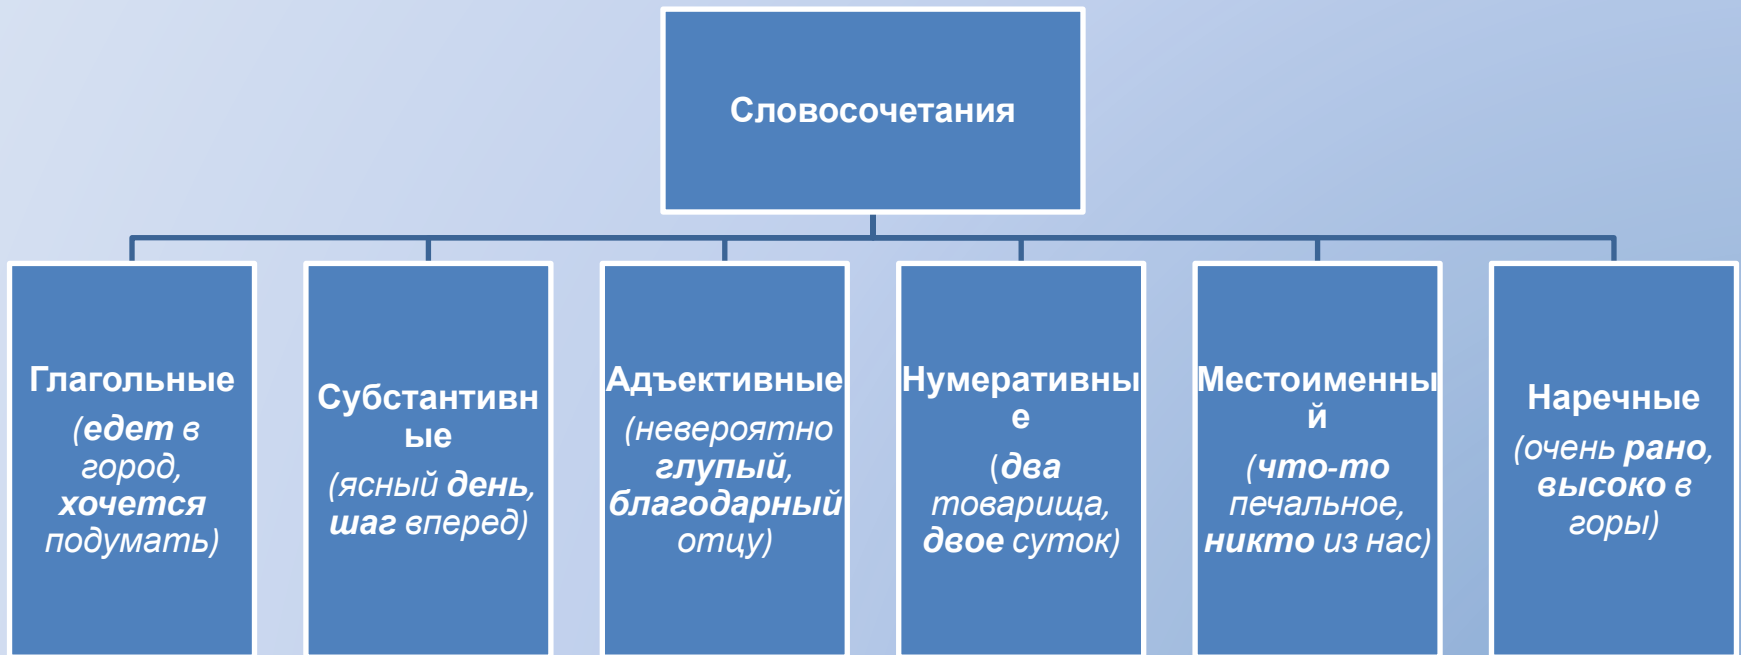 Словосочетания
Глагольные
(едет в
город,
хочется
подумать)
Субстантивн
ые
(ясный день,
шаг вперед)
Адъективные
(невероятно
глупый,
благодарный
отцу)
Нумеративны
е
(два
товарища,
двое суток)
Местоименны
й
(что-то
печальное,
никто из нас)
Наречные
(очень рано,
высоко в
горы)